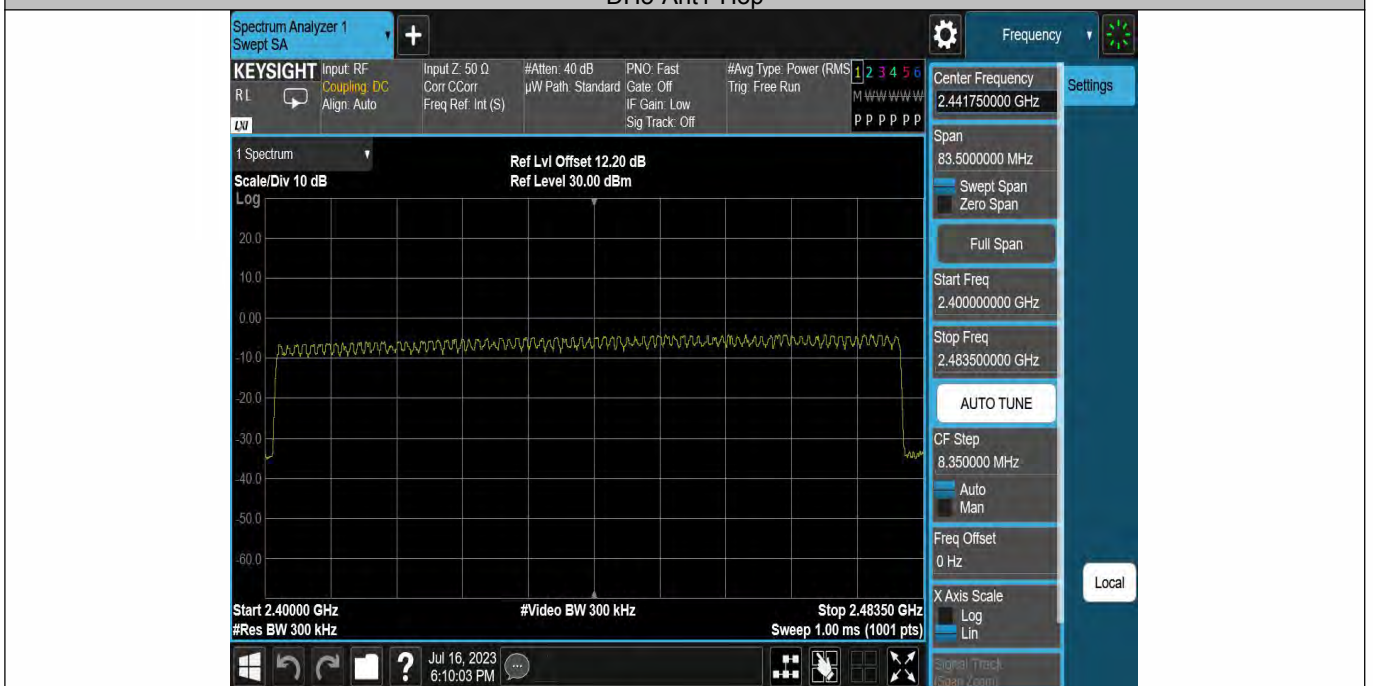 Spectrum Analyzer 1
Swept SA
+
Frequency
KEYSIGHT
RL
LXI
Input: RF
Coupling: DC
Align: Auto
Input Z: 50 Ω
Corr CCorr
Freq Ref: Int (S)
#Atten: 40 dB
µW Path: Standard
PNO: Fast
Gate: Off
IF Gain: Low
Sig Track: Off
#Avg Type: Power (RMS
Trig: Free Run
1 2 3 4 5 6
M W W W W W
P P P P P P
Center Frequency
2.441750000 GHz
Settings
Span
83.5000000 MHz
Swept Span
Zero Span
Full Span
Start Freq
2.400000000 GHz
Stop Freq
2.483500000 GHz
AUTO TUNE
CF Step
8.350000 MHz
Auto
Man
Freq Offset
0 Hz
X Axis Scale
Log
Lin
Signal Track
(Span Zoom)
Local
1 Spectrum
Scale/Div 10 dB
Ref Lvl Offset 12.20 dB
Ref Level 30.00 dBm
Log
20.0
10.0
0.00
-10.0
-20.0
-30.0
-40.0
-50.0
-60.0
Start 2.40000 GHz
#Res BW 300 kHz
#Video BW 300 kHz
Stop 2.48350 GHz
Sweep 1.00 ms (1001 pts)
?
Jul 16, 2023
6:10:03 PM